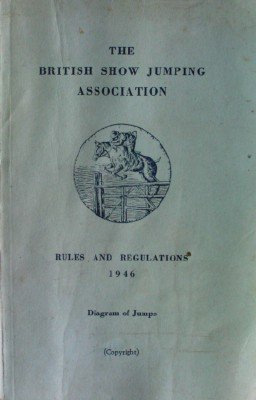 THE
BRITISH SHOW JUMPING
ASSOCIATION
RULES AND REGULATIONS
1946
Diagram of Jumps
(Copyright)